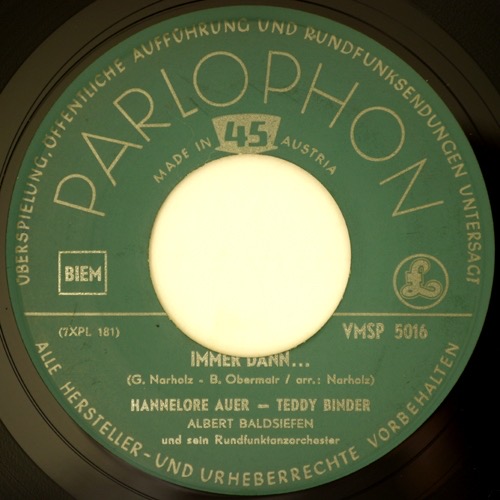 ÜBERSPIELUNG, ÖFFENTLICHE AUFFÜHRUNG UND RUNDFUNKSENDUNGEN UNTERSAGT
PARLOPHON
MADE IN 45 AUSTRIA
BIEM
£
(7XPL 181)
VMSP 5016
IMMER DANN...
(G. Narholz - B. Obermair / arr.: Narholz)
HANNELORE AUER - TEDDY BINDER
ALBERT BALDSIEFEN
und sein Rundfunktanzorchester
ALLE HERSTELLER- UND URHEBERRECHTE VORBEHALTEN